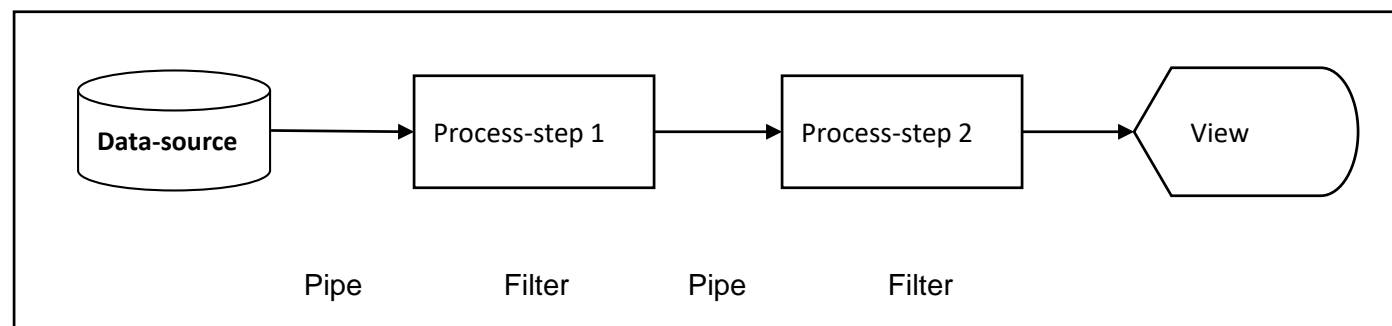 Data-source
Process-step 1
Process-step 2
View
Pipe
Filter
Pipe
Filter